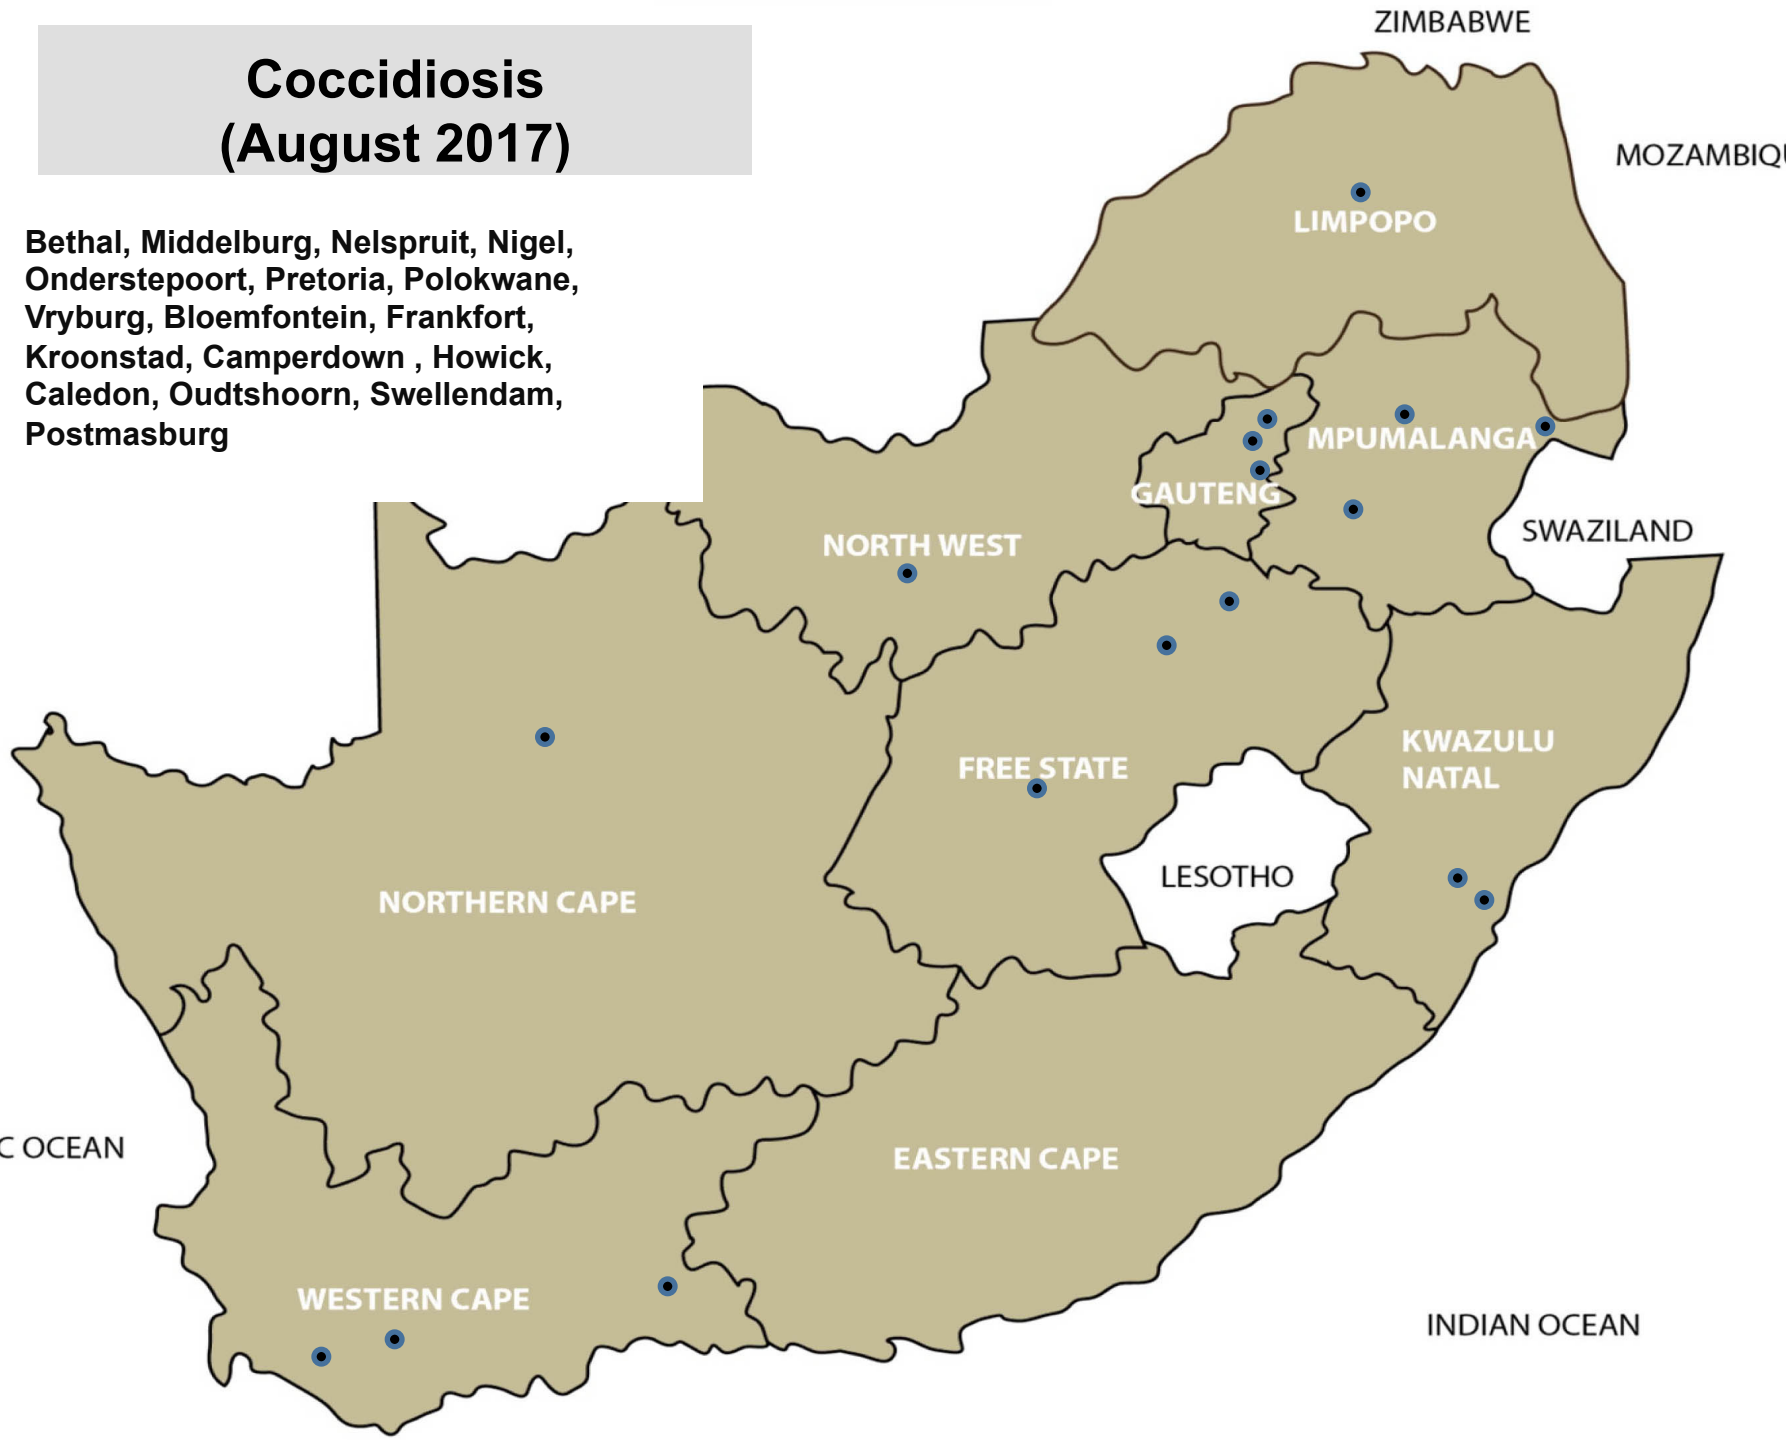 Coccidiosis
(August 2017)
Bethal, Middelburg, Nelspruit, Nigel,
Onderstepoort, Pretoria, Polokwane,
Vryburg, Bloemfontein, Frankfort,
Kroonstad, Camperdown , Howick,
Caledon, Oudtshoorn, Swellendam,
Postmasburg
ZIMBABWE
MOZAMBIQU
LIMPOPO
MPUMALANGA
GAUTENG
SWAZILAND
NORTH WEST
KWAZULU
NATAL
FREE STATE
LESOTHO
NORTHERN CAPE
C OCEAN
EASTERN CAPE
WESTERN CAPE
INDIAN OCEAN